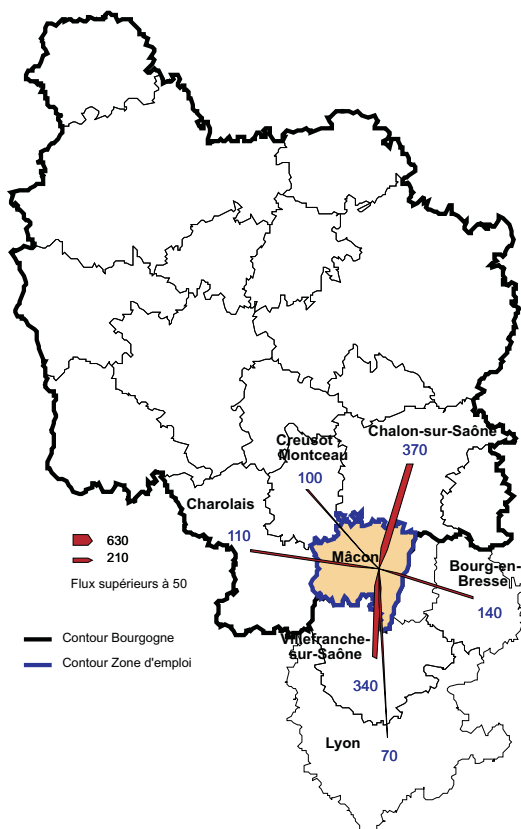 Chalon-sur-Saône
370
Creusot
Montceau
100
Charolais
110
Mâcon
Bourg-en-
Bresse
140
630
210
Flux supérieurs à 50
Contour Bourgogne
Contour Zone d'emploi
Villefranche-
sur-Saône
340
Lyon
70